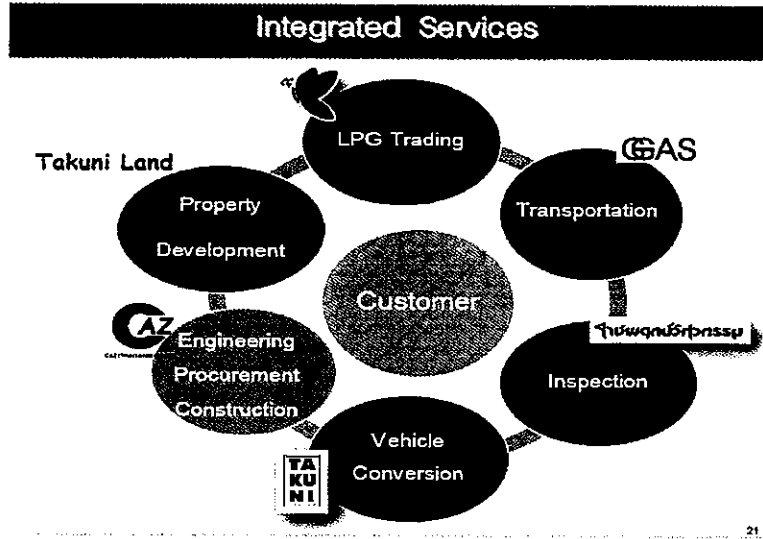 Integrated Services
LPG Trading
GGAS
Takuni Land
Property
Development
Transportation
Customer
CAZ
Engineering
Procurement
Construction
Inspection
Vehicle
Conversion
TA
KU
NI
21